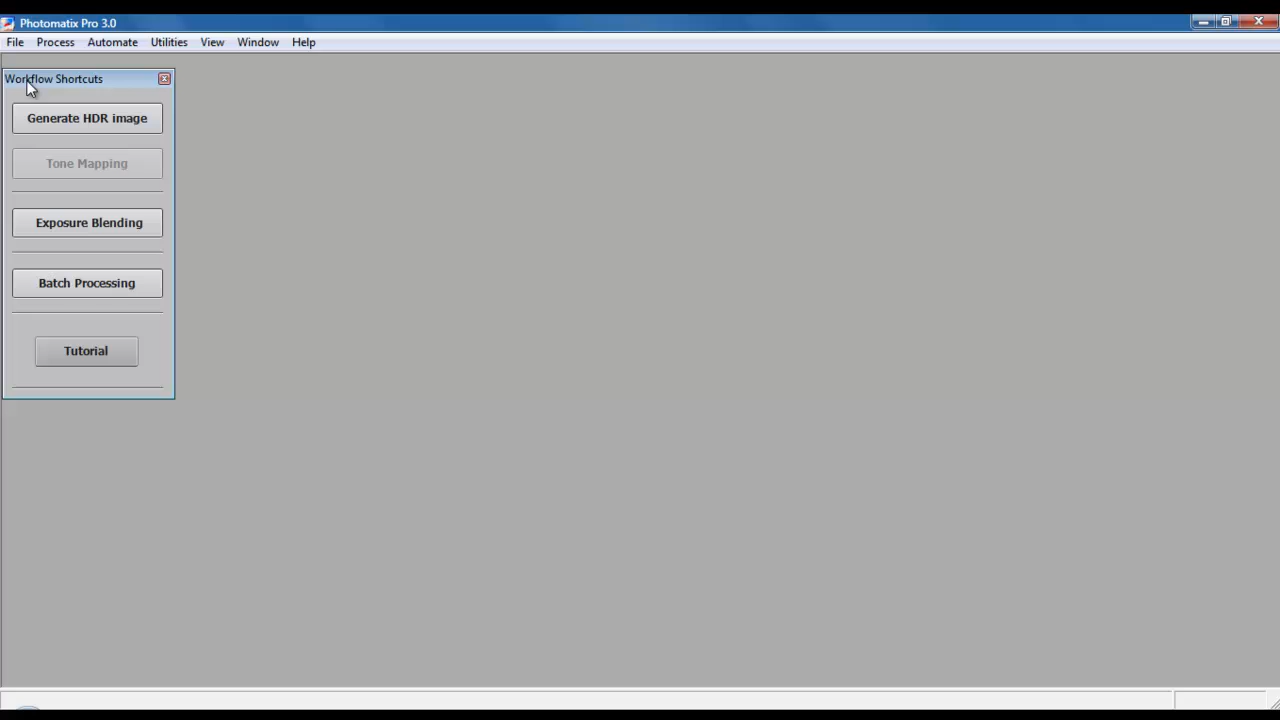 Photomatix Pro 3.0
File Process Automate Utilities View Window Help
Workflow Shortcuts
Generate HDR image
Tone Mapping
Exposure Blending
Batch Processing
Tutorial